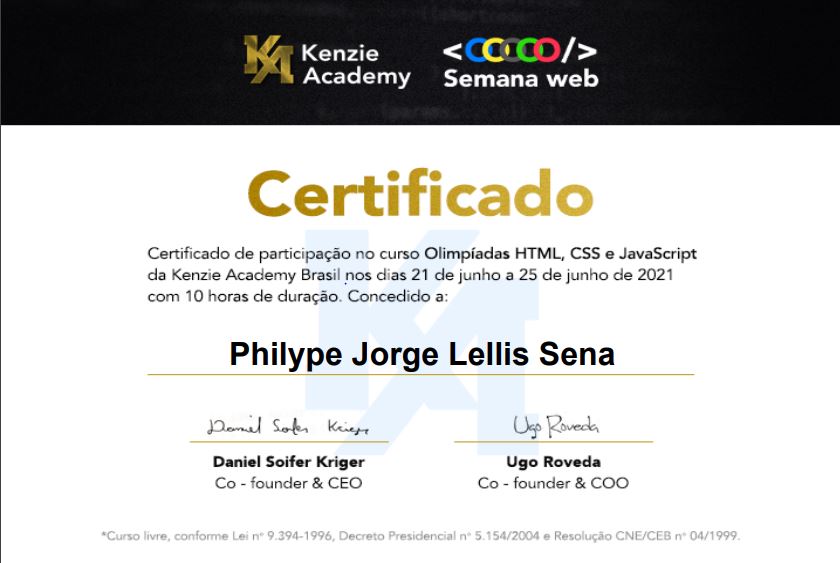 Kenzie
Academy
<OOOOO/>
Semana web
Certificado
Certificado de participação no curso Olimpíadas HTML, CSS e JavaScript
da Kenzie Academy Brasil nos dias 21 de junho a 25 de junho de 2021
com 10 horas de duração. Concedido a:
Philype Jorge Lellis Sena
Daniel Soifer Kriger
Ugo Roveda
Daniel Soifer Kriger
Ugo Roveda
Co - founder & CEO
Co - founder & COO
*Curso livre, conforme Lei nº 9.394-1996, Decreto Presidencial nº 5.154/2004 e Resolução CNE/CEB nº 04/1999.